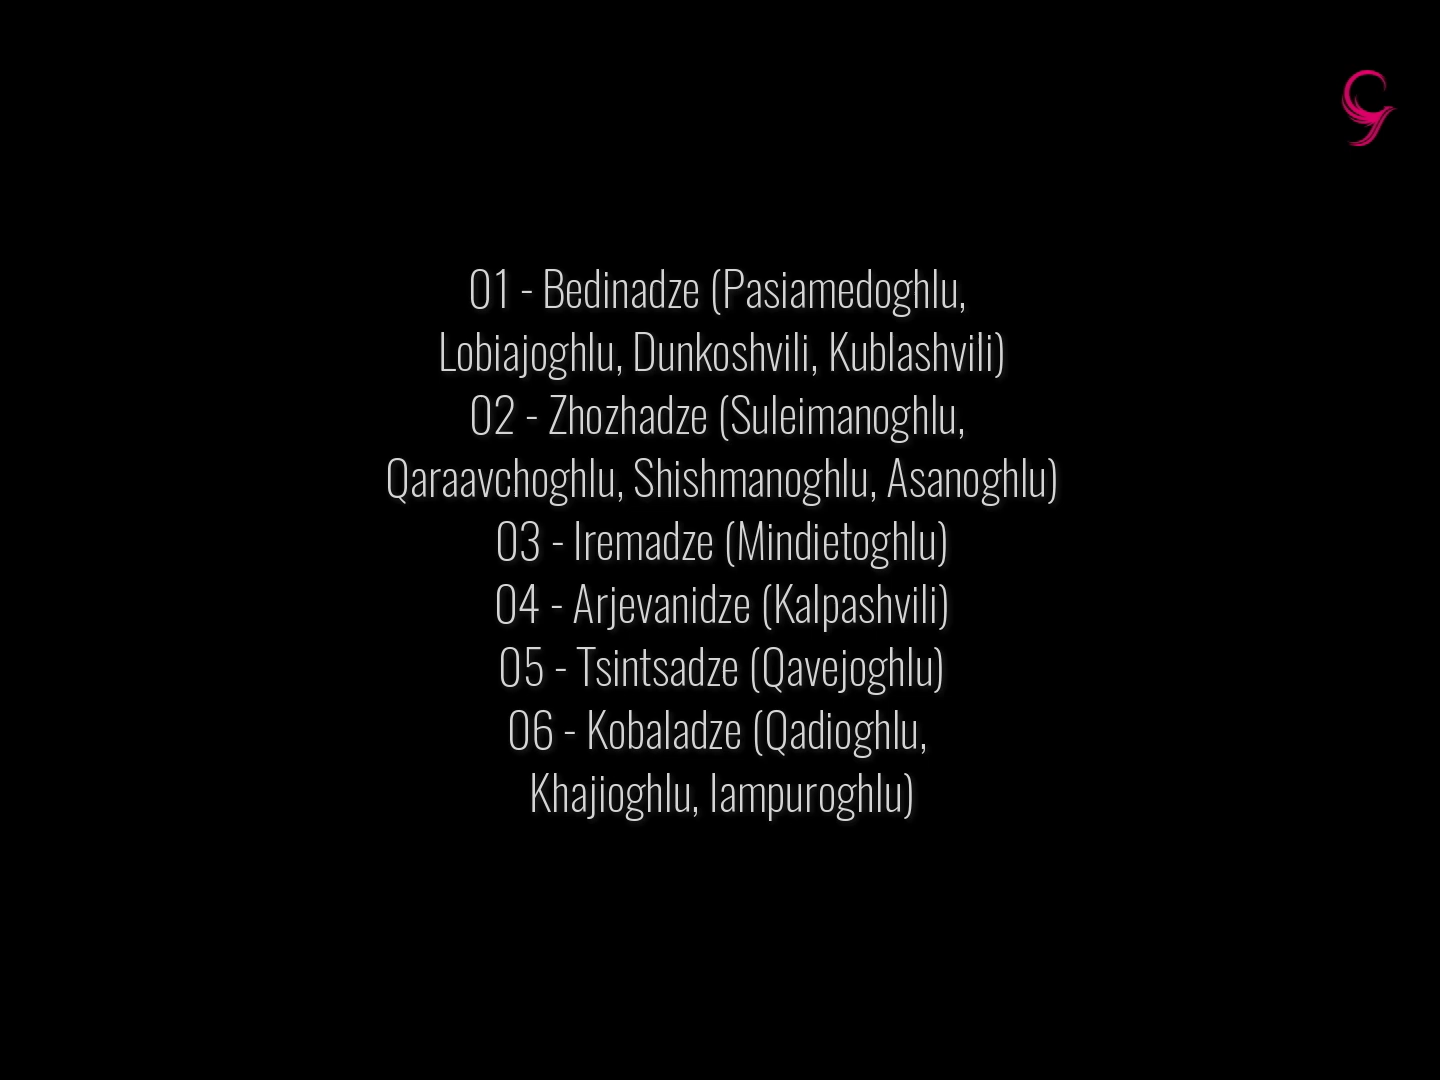 01 - Bedinadze (Pasiamedoghlu,
Lobiajoghlu, Dunkoshvili, Kublashvili)
02 - Zhozhadze (Suleimanoghlu,
Qaraavchoghlu, Shishmanoghlu, Asanoghlu)
03 - Iremadze (Mindietoghlu)
04 - Arjevanidze (Kalpashvili)
05 - Tsintsadze (Qavejoghlu)
06 - Kobaladze (Qadioghlu,
Khajioghlu, Iampuroghlu)